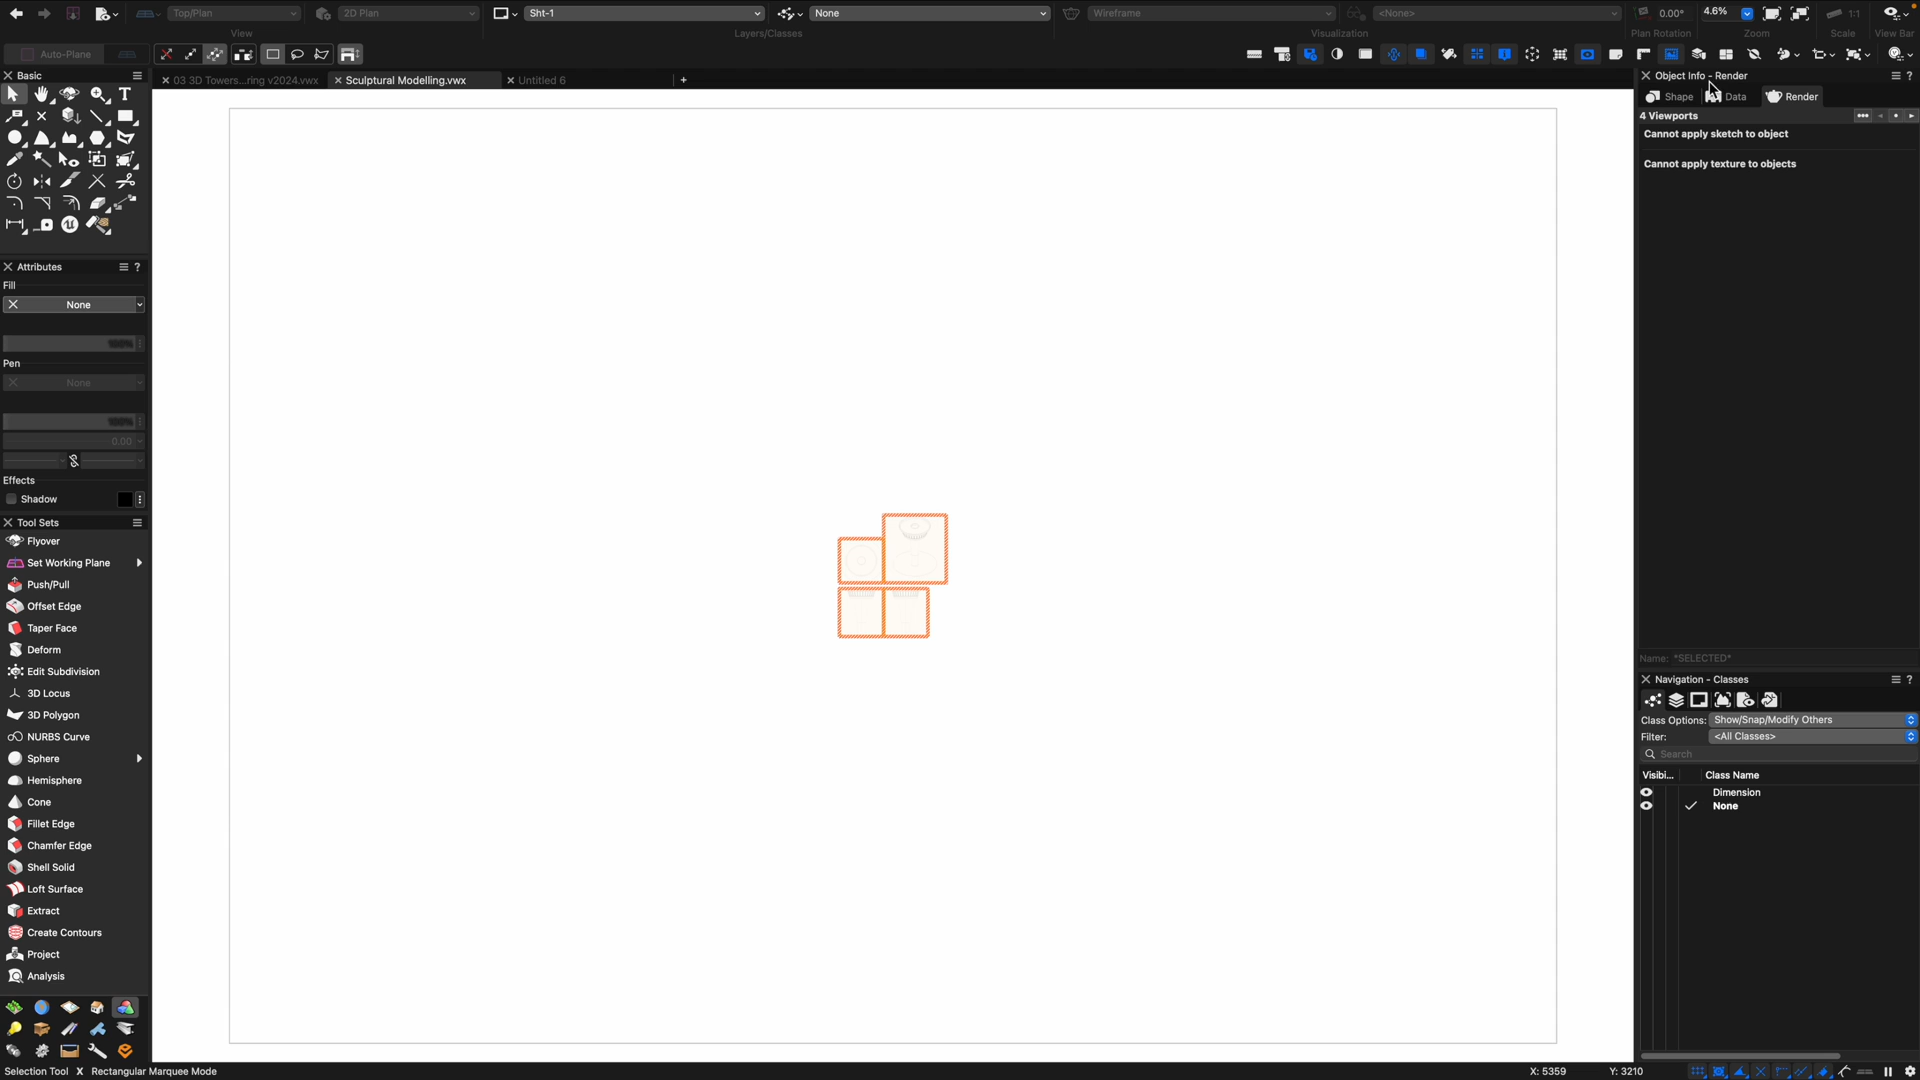 Top/Plan
2D Plan
Sht-1
None
Wireframe
<None>
0.00°
4.6%
1:1
View
Layers/Classes
Visualization
Plan Rotation
Zoom
Scale
View Bar
Auto-Plane
Basic
03 3D Towers...ring v2024.vwx
Sculptural Modelling.vwx
Untitled 6
Object Info - Render
Shape
Data
Render
4 Viewports
Cannot apply sketch to object
Cannot apply texture to objects
Attributes
Fill
None
100%
Pen
None
100%
0.00
Effects
Shadow
Tool Sets
Flyover
Set Working Plane
Push/Pull
Offset Edge
Taper Face
Deform
Edit Subdivision
3D Locus
3D Polygon
NURBS Curve
Sphere
Hemisphere
Cone
Fillet Edge
Chamfer Edge
Shell Solid
Loft Surface
Extract
Create Contours
Project
Analysis
Name: *SELECTED*
Navigation - Classes
Class Options: Show/Snap/Modify Others
Filter: <All Classes>
Search
Visibi... Class Name
Dimension
None
Selection Tool X Rectangular Marquee Mode
X: 5359 Y: 3210